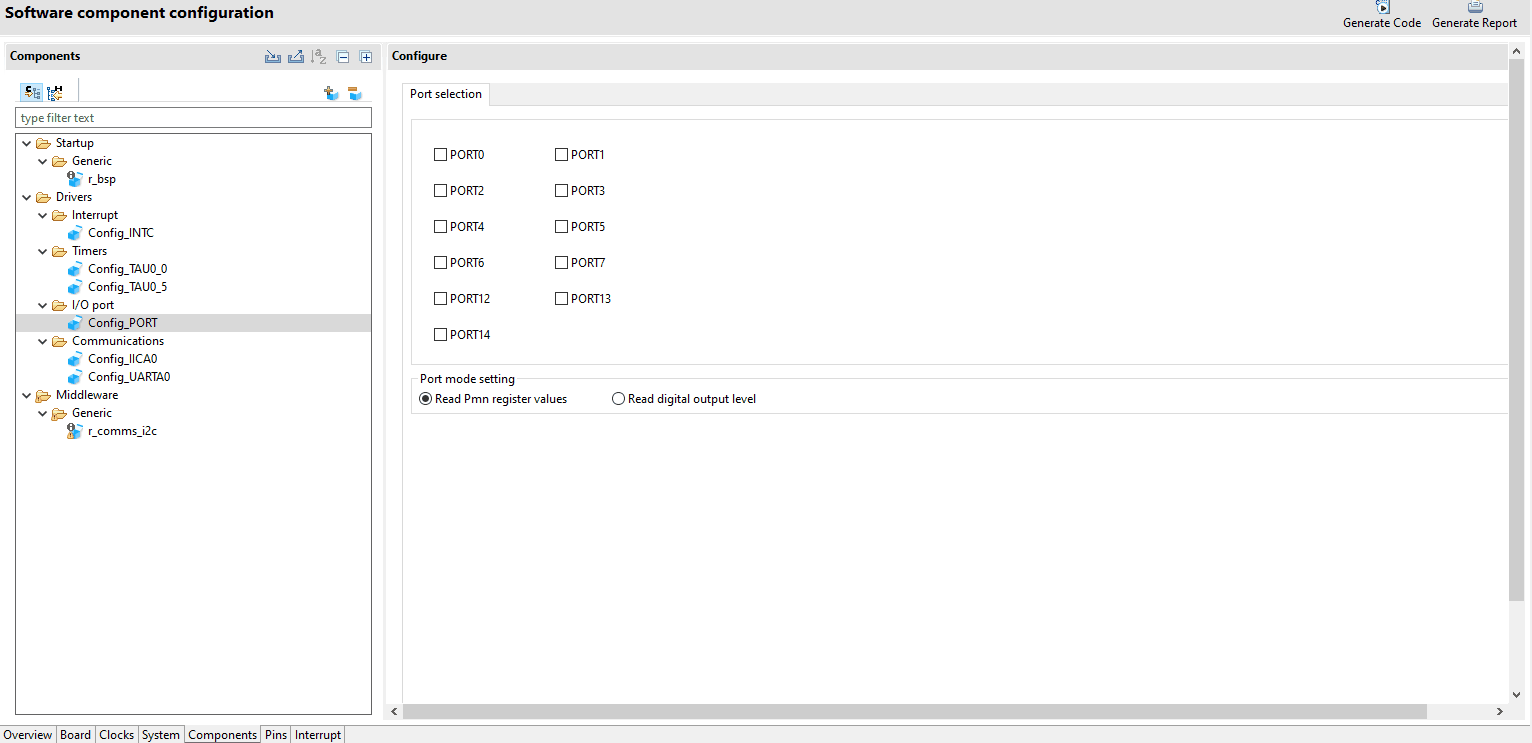 Software component configuration
Generate Code
Generate Report
Components
type filter text
Startup
Generic
r_bsp
Drivers
Interrupt
Config_INTC
Timers
Config_TAU0_0
Config_TAU0_5
I/O port
Config_PORT
Communications
Config_IICA0
Config_UARTA0
Middleware
Generic
r_comms_i2c
Configure
Port selection
PORT0 PORT1
PORT2 PORT3
PORT4 PORT5
PORT6 PORT7
PORT12 PORT13
PORT14
Port mode setting
Read Pmn register values Read digital output level
Overview Board Clocks System Components Pins Interrupt